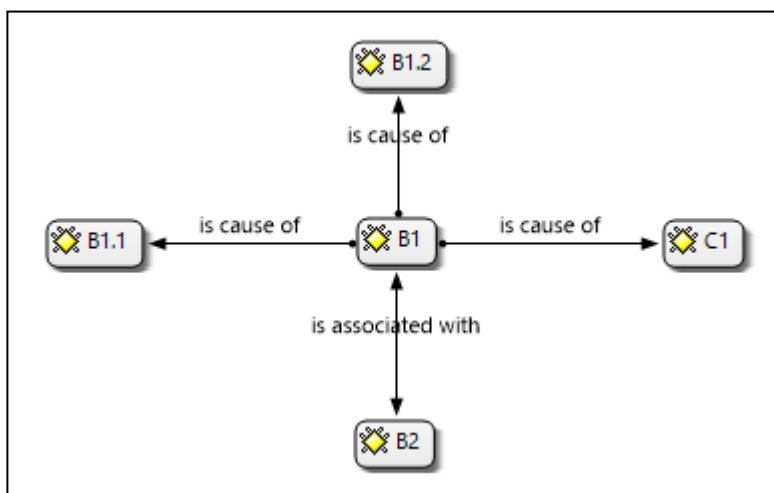 B1.2
is cause of
is cause of
is cause of
B1.1
B1
C1
is associated with
B2